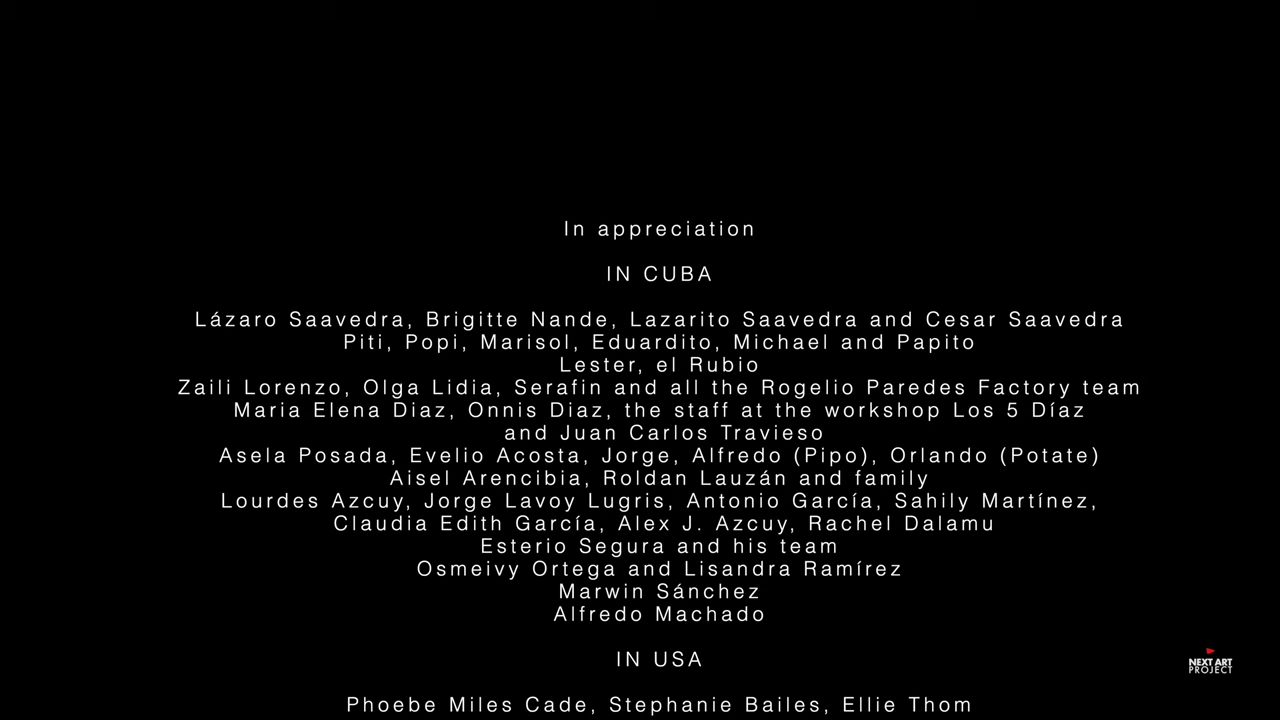 In appreciation
IN CUBA
Lázaro Saavedra, Brigitte Nande, Lazarito Saavedra and Cesar Saavedra
Piti, Popi, Marisol, Eduardito, Michael and Papito
Lester, el Rubio
Zaili Lorenzo, Olga Lidia, Serafin and all the Rogelio Paredes Factory team
Maria Elena Diaz, Onnis Diaz, the staff at the workshop Los 5 Díaz
and Juan Carlos Travieso
Asela Posada, Evelio Acosta, Jorge, Alfredo (Pipo), Orlando (Potate)
Aisel Arencibia, Roldan Lauzán and family
Lourdes Azcuy, Jorge Lavoy Lugris, Antonio García, Sahily Martínez,
Claudia Edith García, Alex J. Azcuy, Rachel Dalamu
Esterio Segura and his team
Osmeivy Ortega and Lisandra Ramírez
Marwin Sánchez
Alfredo Machado
IN USA
Phoebe Miles Cade, Stephanie Bailes, Ellie Thom
NEXT ART
PROJECT